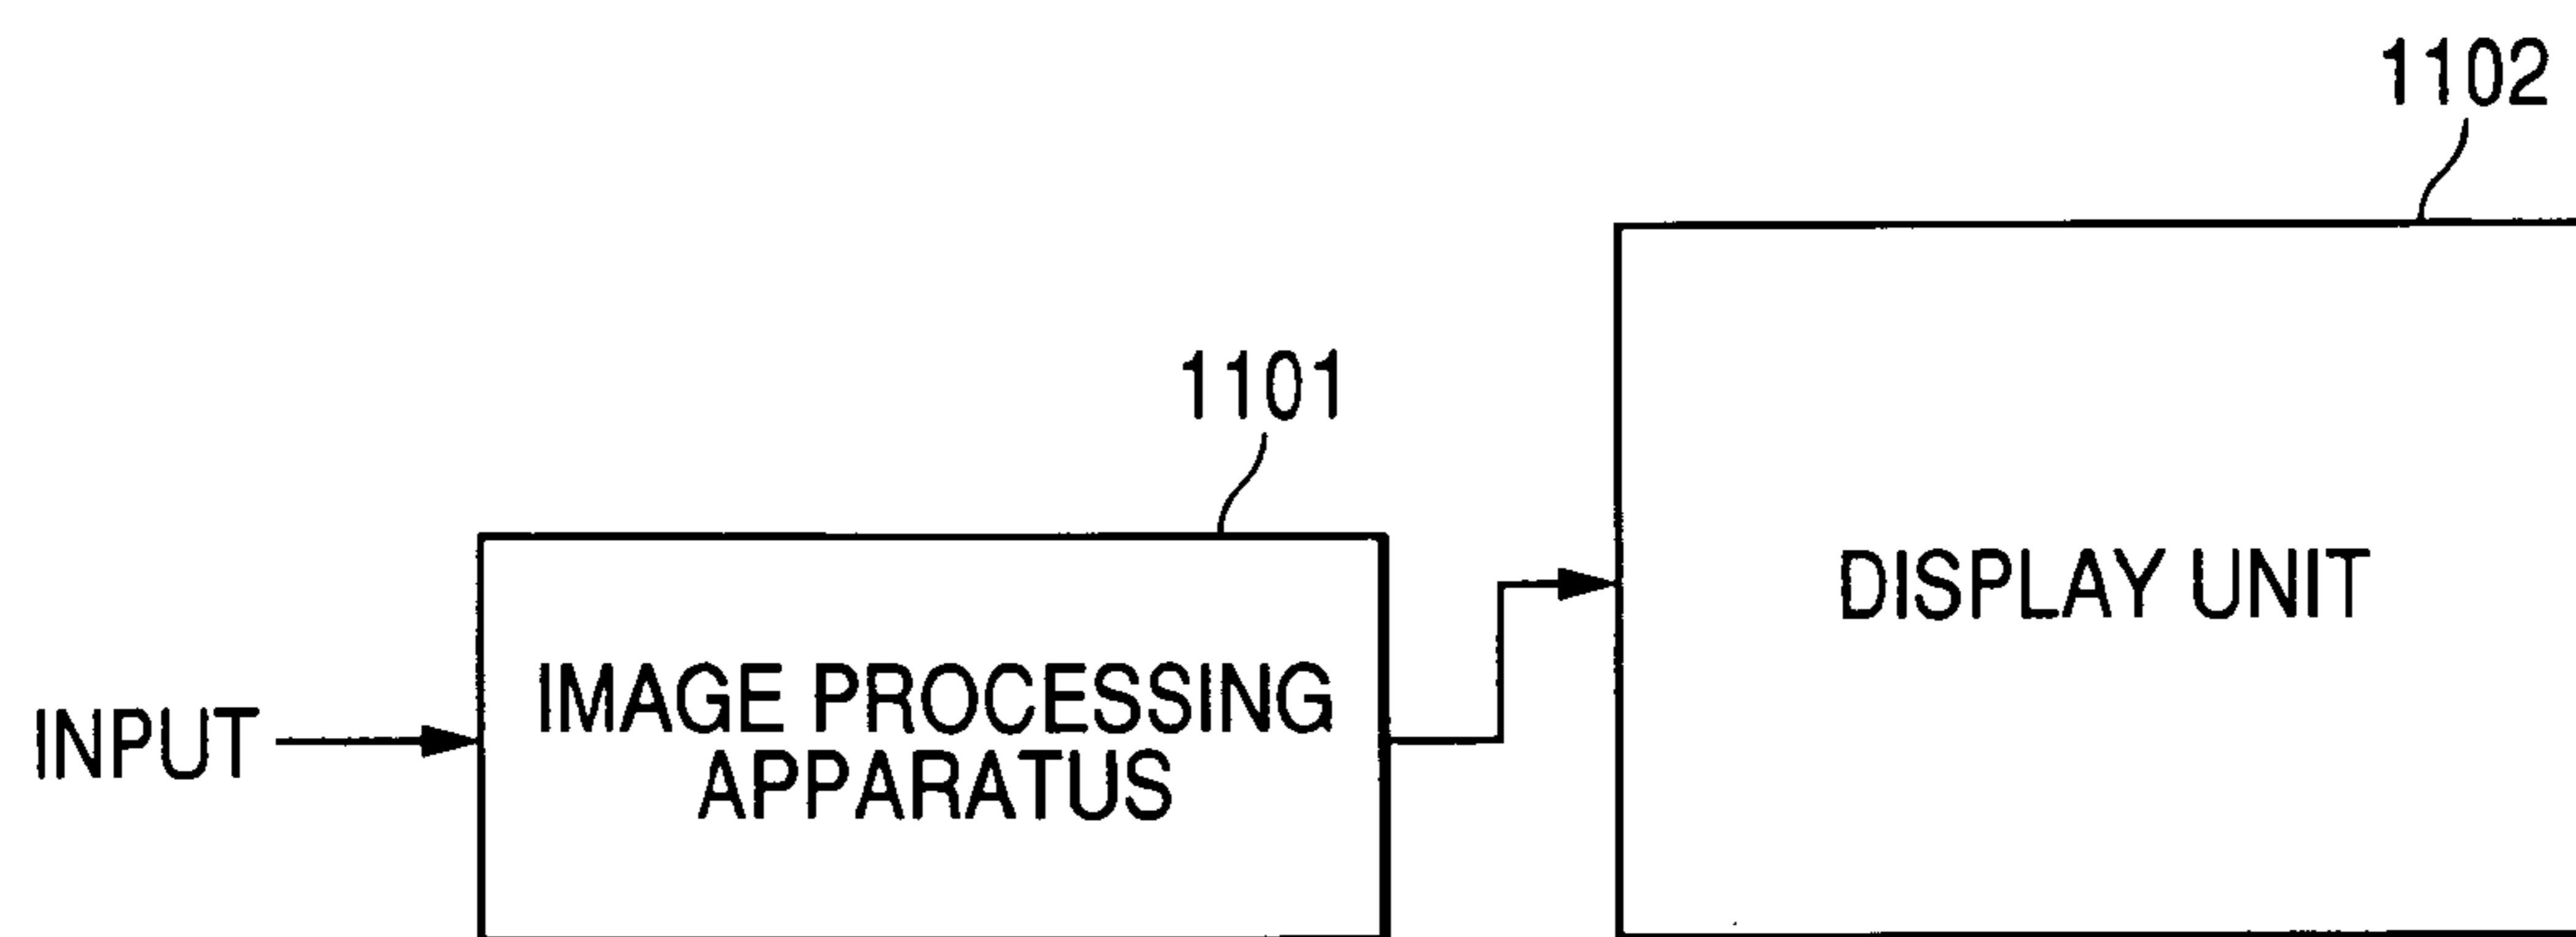 1102
1101
DISPLAY UNIT
IMAGE PROCESSING
INPUT
APPARATUS